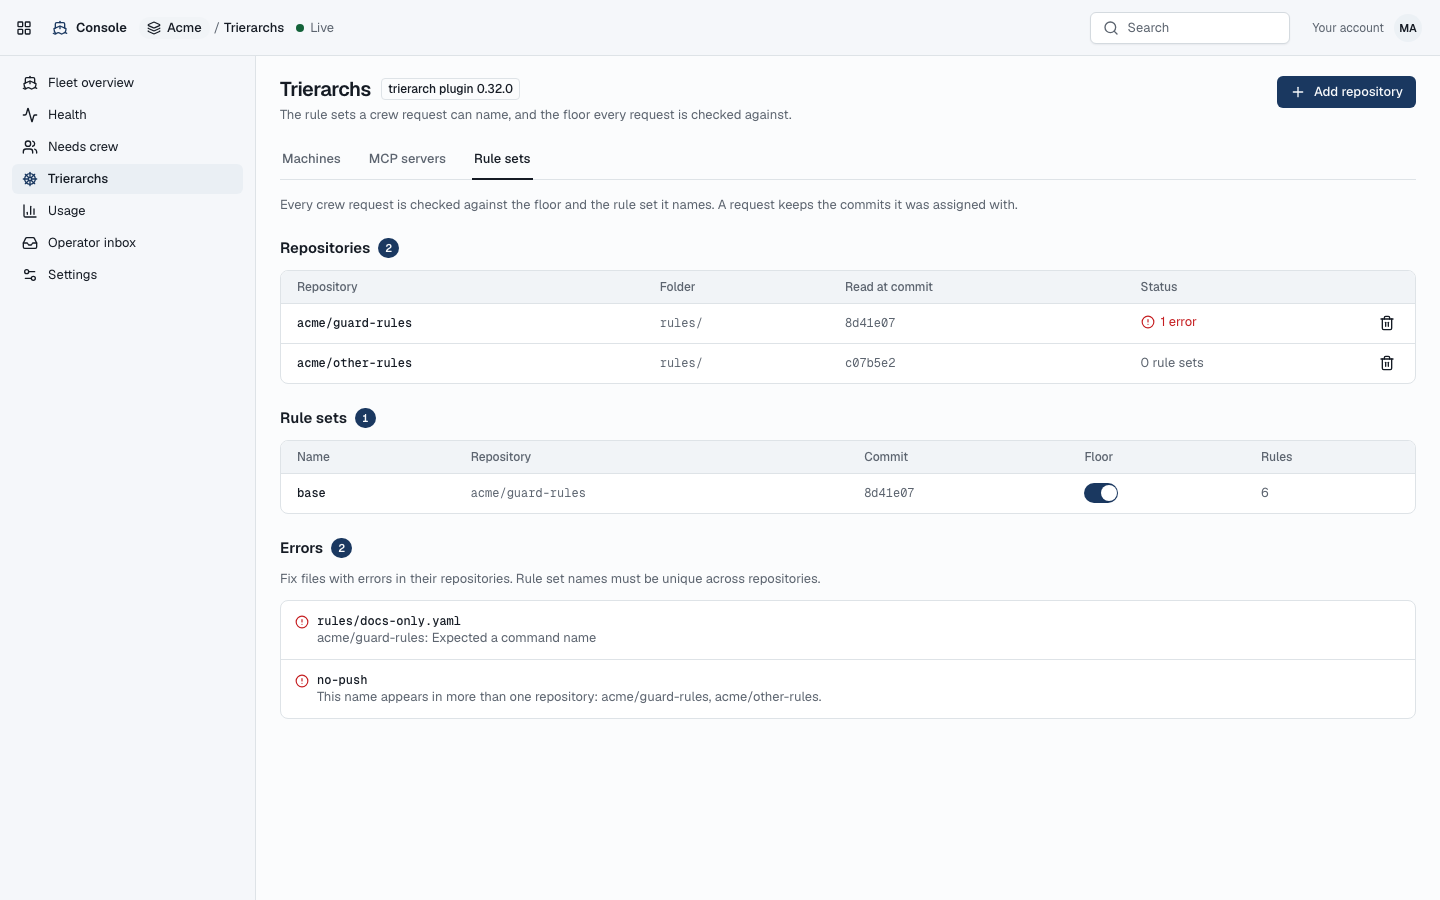 Console
Acme / Trierarchs
Live
Search
Your account
MA
Fleet overview
Health
Needs crew
Trierarchs
Usage
Operator inbox
Settings
Trierarchs
trierarch plugin 0.32.0
The rule sets a crew request can name, and the floor every request is checked against.
Add repository
Machines
MCP servers
Rule sets
Every crew request is checked against the floor and the rule set it names. A request keeps the commits it was assigned with.
Repositories 2
Repository Folder Read at commit Status
acme/guard-rules rules/ 8d41e07 1 error
acme/other-rules rules/ c07b5e2 0 rule sets
Rule sets 1
Name Repository Commit Floor Rules
base acme/guard-rules 8d41e07 6
Errors 2
Fix files with errors in their repositories. Rule set names must be unique across repositories.
rules/docs-only.yaml
acme/guard-rules: Expected a command name
no-push
This name appears in more than one repository: acme/guard-rules, acme/other-rules.